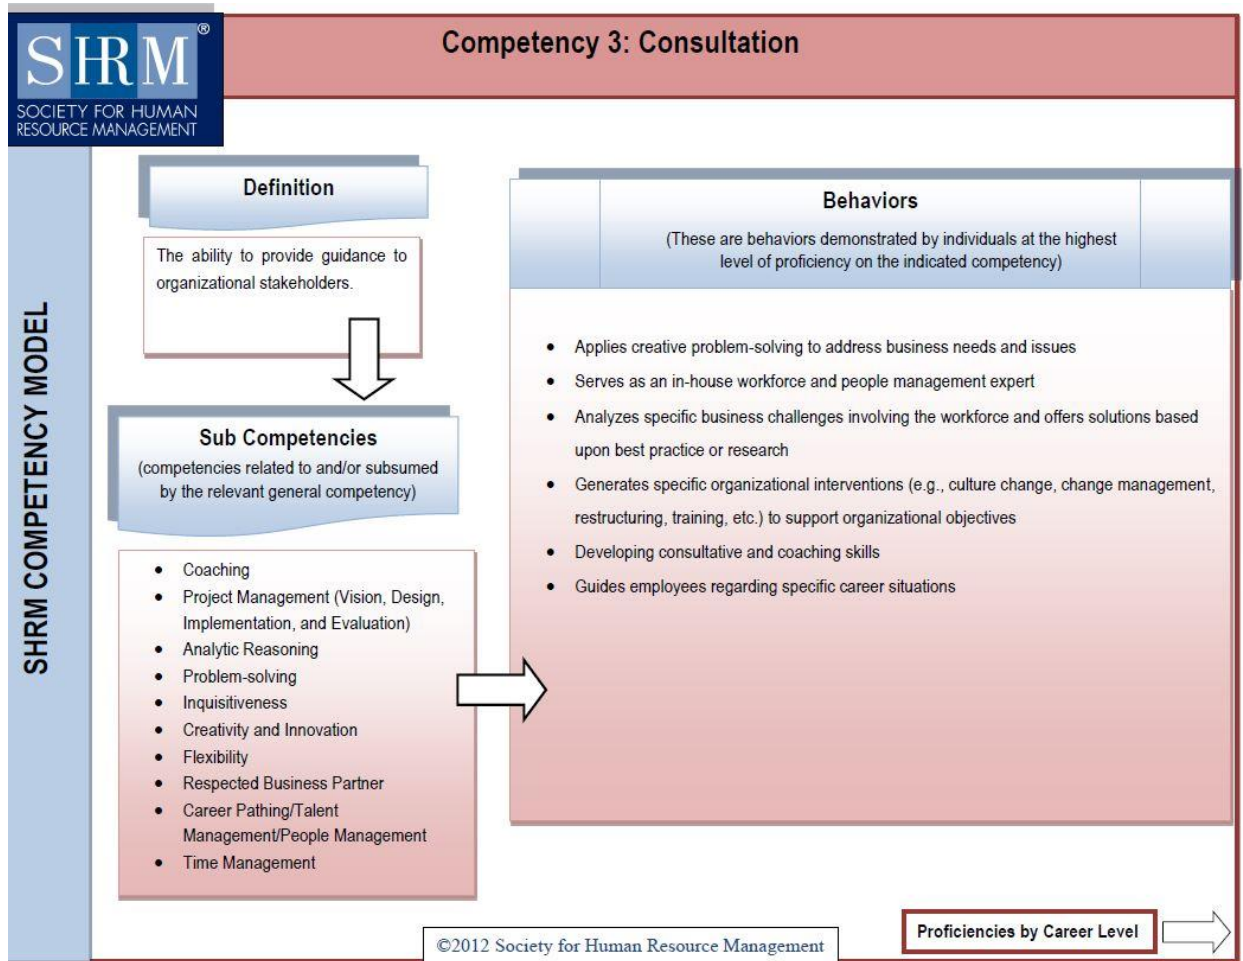 SHRM®
SOCIETY FOR HUMAN
RESOURCE MANAGEMENT
Competency 3: Consultation
SHRM COMPETENCY MODEL
Definition
The ability to provide guidance to
organizational stakeholders.
Sub Competencies
(competencies related to and/or subsumed
by the relevant general competency)
• Coaching
• Project Management (Vision, Design,
Implementation, and Evaluation)
• Analytic Reasoning
• Problem-solving
• Inquisitiveness
• Creativity and Innovation
• Flexibility
• Respected Business Partner
• Career Pathing/Talent
Management/People Management
• Time Management
Behaviors
(These are behaviors demonstrated by individuals at the highest
level of proficiency on the indicated competency)
• Applies creative problem-solving to address business needs and issues
• Serves as an in-house workforce and people management expert
• Analyzes specific business challenges involving the workforce and offers solutions based
upon best practice or research
• Generates specific organizational interventions (e.g., culture change, change management,
restructuring, training, etc.) to support organizational objectives
• Developing consultative and coaching skills
• Guides employees regarding specific career situations
Proficiencies by Career Level
©2012 Society for Human Resource Management